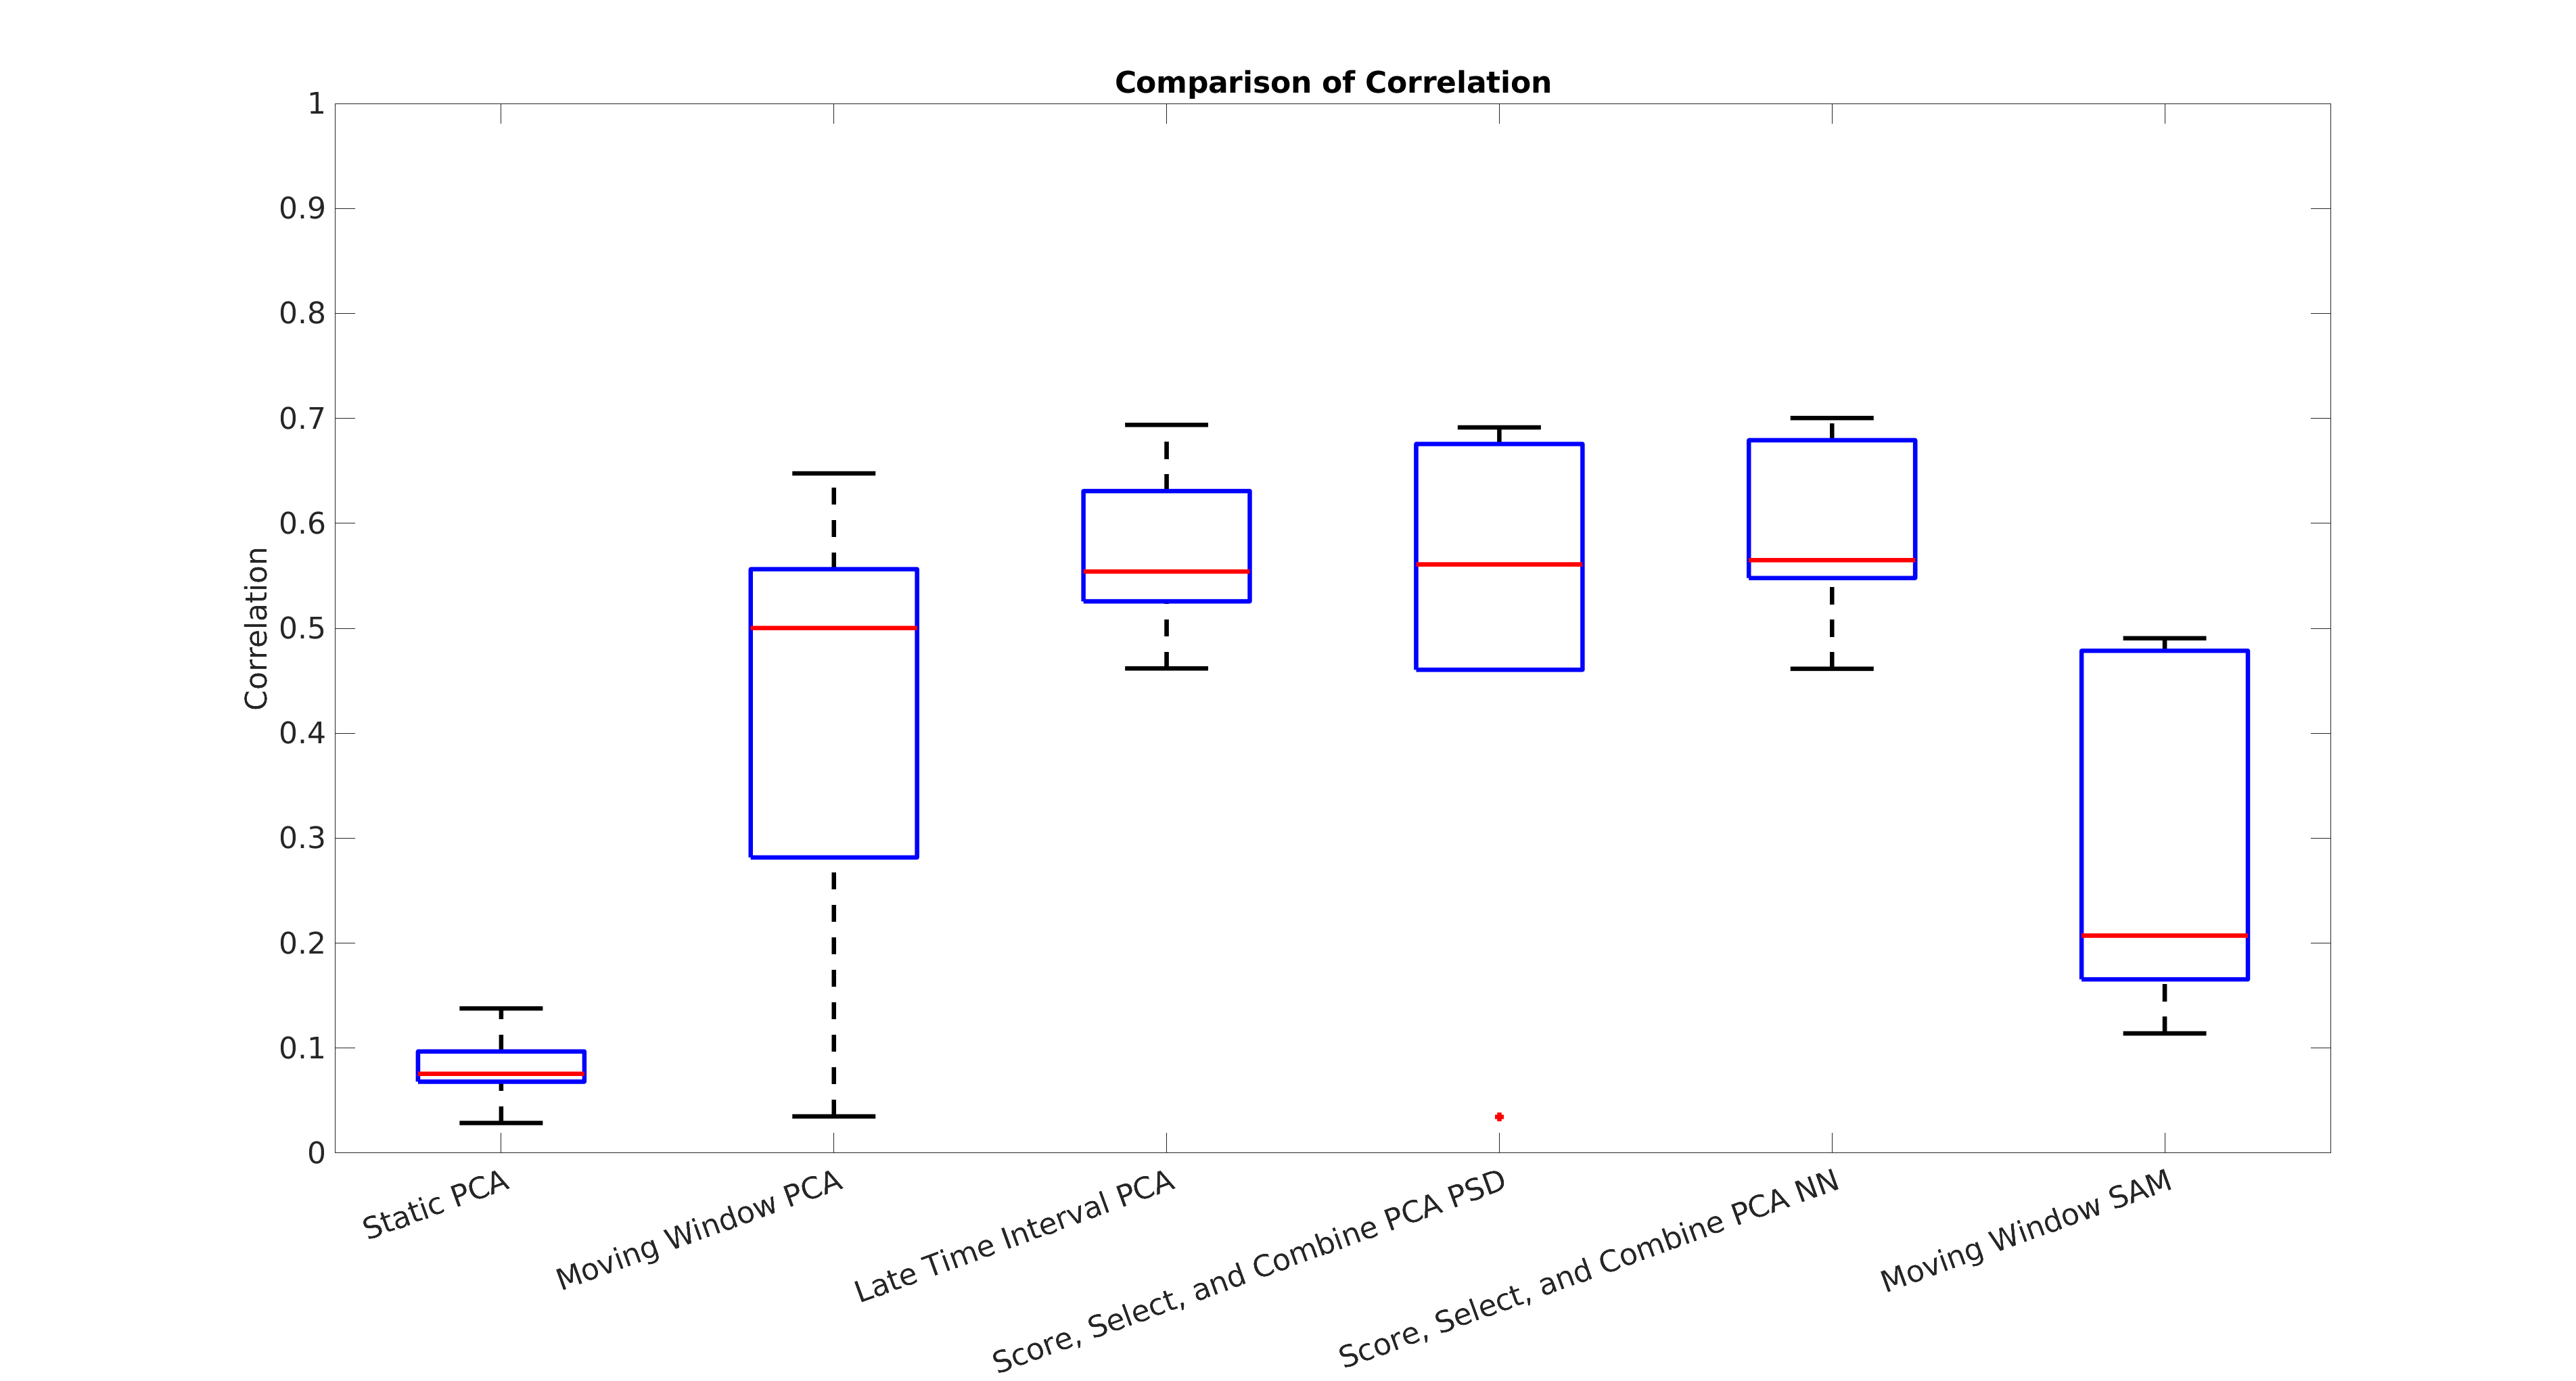 Comparison of Correlation
1
0.9
0.8
0.7
0.6
0.5
0.4
0.3
0.2
0.1
0
Correlation
Static PCA
Moving Window PCA
Late Time Interval PCA
Score, Select, and Combine PCA PSD
Score, Select, and Combine PCA NN
Moving Window SAM